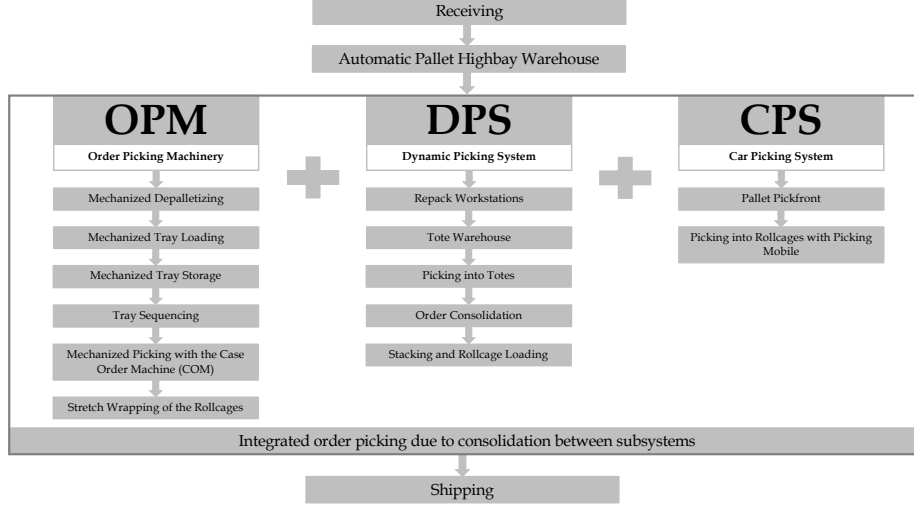 Receiving
Automatic Pallet Highbay Warehouse
OPM
Order Picking Machinery
Mechanized Depalletizing
Mechanized Tray Loading
Mechanized Tray Storage
Tray Sequencing
Mechanized Picking with the Case
Order Machine (COM)
Stretch Wrapping of the Rollcages
DPS
Dynamic Picking System
Repack Workstations
Tote Warehouse
Picking into Totes
Order Consolidation
Stacking and Rollcage Loading
CPS
Car Picking System
Pallet Pickfront
Picking into Rollcages with Picking
Mobile
Integrated order picking due to consolidation between subsystems
Shipping